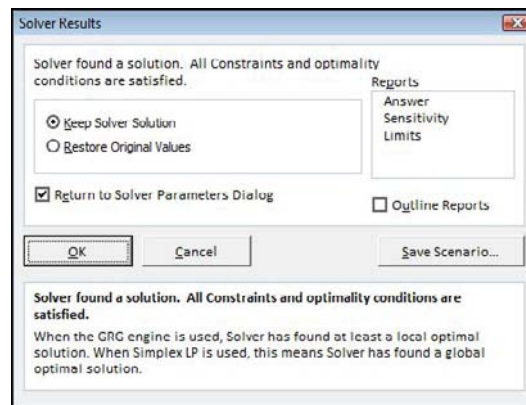 Solver Results
Solver found a solution. All Constraints and optimality
conditions are satisfied.
Reports
Answer
Sensitivity
Limits
Keep Solver Solution
Restore Original Values
Return to Solver Parameters Dialog
Outline Reports
OK
Cancel
Save Scenario...
Solver found a solution. All Constraints and optimality conditions are
satisfied.
When the GRG engine is used, Solver has found at least a local optimal
solution. When Simplex LP is used, this means Solver has found a global
optimal solution.